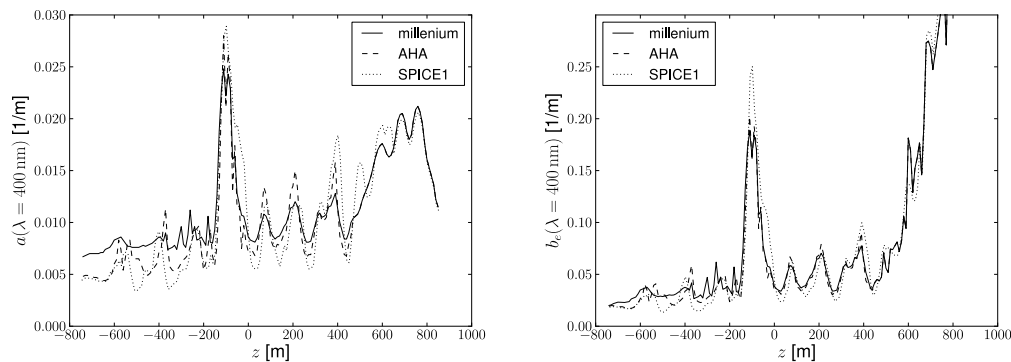 0.030
0.025
0.020
0.015
0.010
0.005
0.000
a(λ = 400 nm) [1/m]
−800 −600 −400 −200 0 200 400 600 800 1000
z [m]
millenium
AHA
SPICE1
0.30
0.25
0.20
0.15
0.10
0.05
0.00
b_e(λ = 400 nm) [1/m]
−800 −600 −400 −200 0 200 400 600 800 1000
z [m]
millenium
AHA
SPICE1